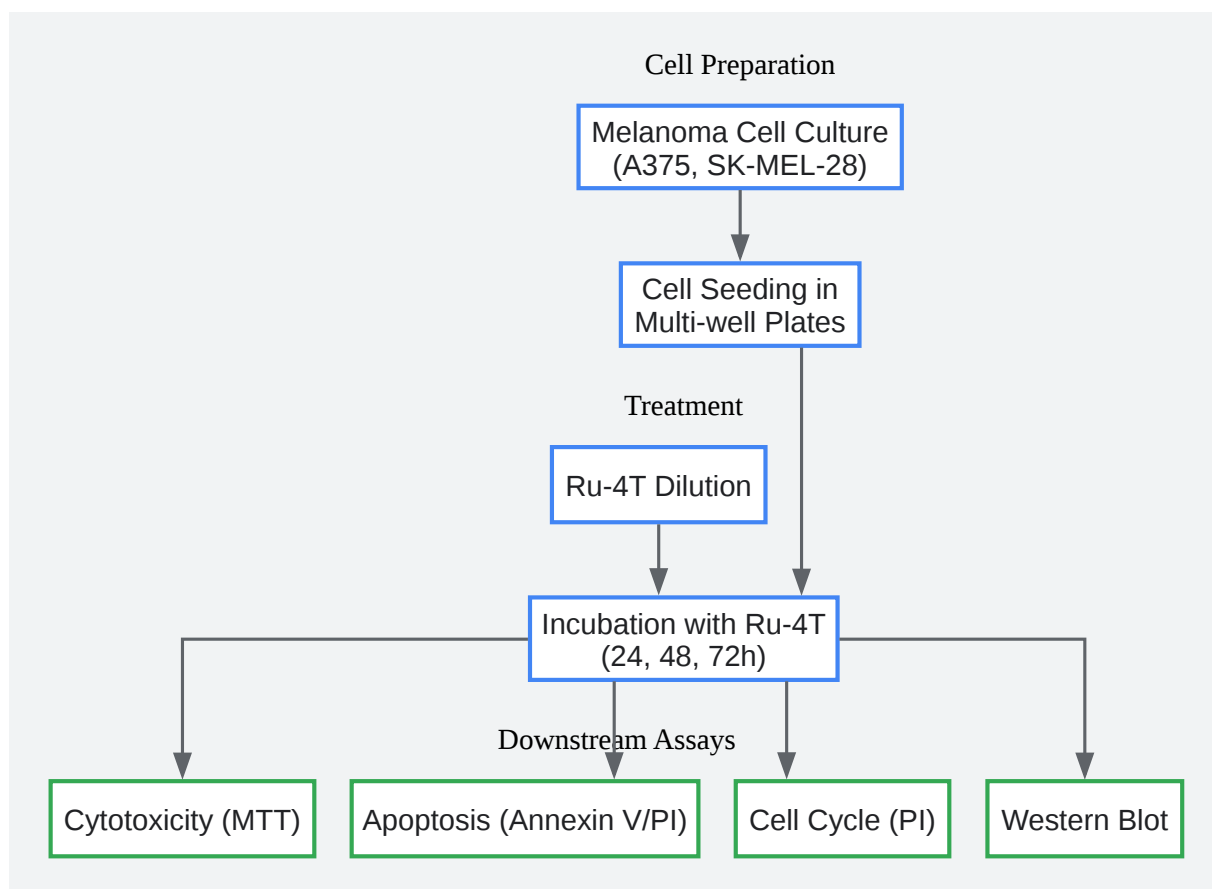 Cell Preparation
Melanoma Cell Culture
(A375, SK-MEL-28)
Cell Seeding in
Multi-well Plates
Treatment
Ru-4T Dilution
Incubation with Ru-4T
(24, 48, 72h)
Downstream Assays
Cytotoxicity (MTT)
Apoptosis (Annexin V/PI)
Cell Cycle (PI)
Western Blot